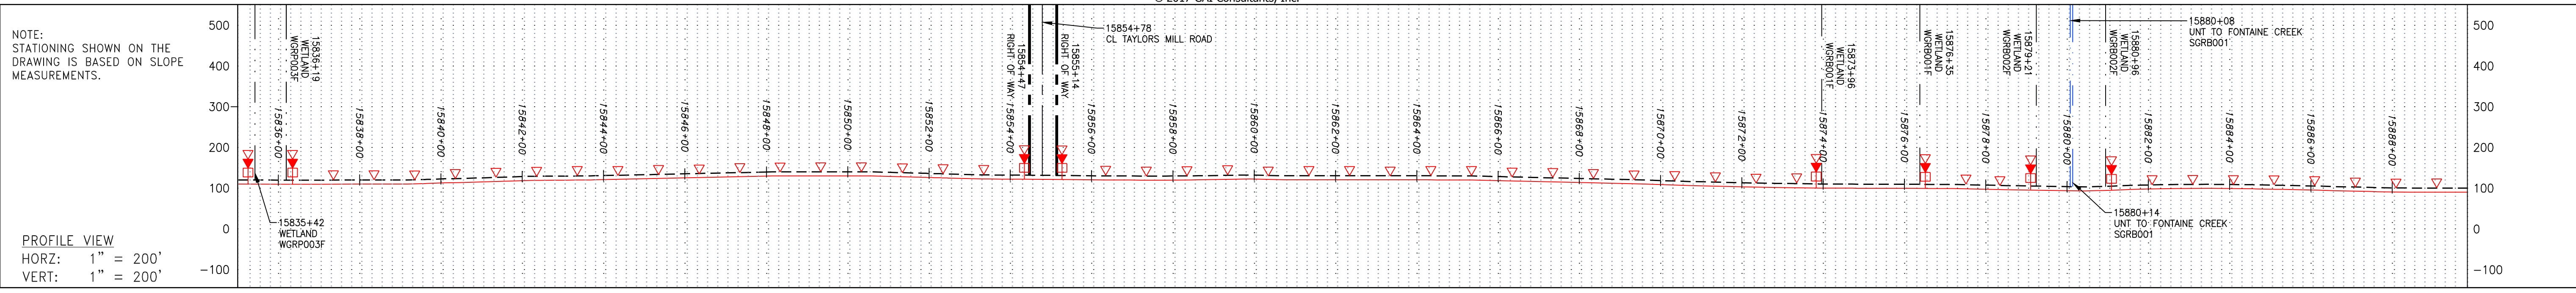 © 2017 GAI Consultants, Inc.
NOTE:
STATIONING SHOWN ON THE
DRAWING IS BASED ON SLOPE
MEASUREMENTS.
PROFILE VIEW
HORZ: 1" = 200'
VERT: 1" = 200'
500
400
300
200
100
0
-100
15836+19
WETLAND
WGRP003F
15835+42
WETLAND
WGRP003F
15836+00
15838+00
15840+00
15842+00
15844+00
15846+00
15848+00
15850+00
15852+00
15854+00
15854+47
RIGHT OF WAY
15855+14
RIGHT OF WAY
15854+78
CL TAYLORS MILL ROAD
15856+00
15858+00
15860+00
15862+00
15864+00
15866+00
15868+00
15870+00
15872+00
15874+00
15873+96
WETLAND
WGRB001F
15876+00
15876+35
WETLAND
WGRB001F
15878+00
15879+21
WETLAND
WGRB002F
15880+00
15880+08
UNT TO FONTAINE CREEK
SGRB001
15880+96
WETLAND
WGRB002F
15880+14
UNT TO FONTAINE CREEK
SGRB001
15882+00
15884+00
15886+00
15888+00
500
400
300
200
100
0
-100